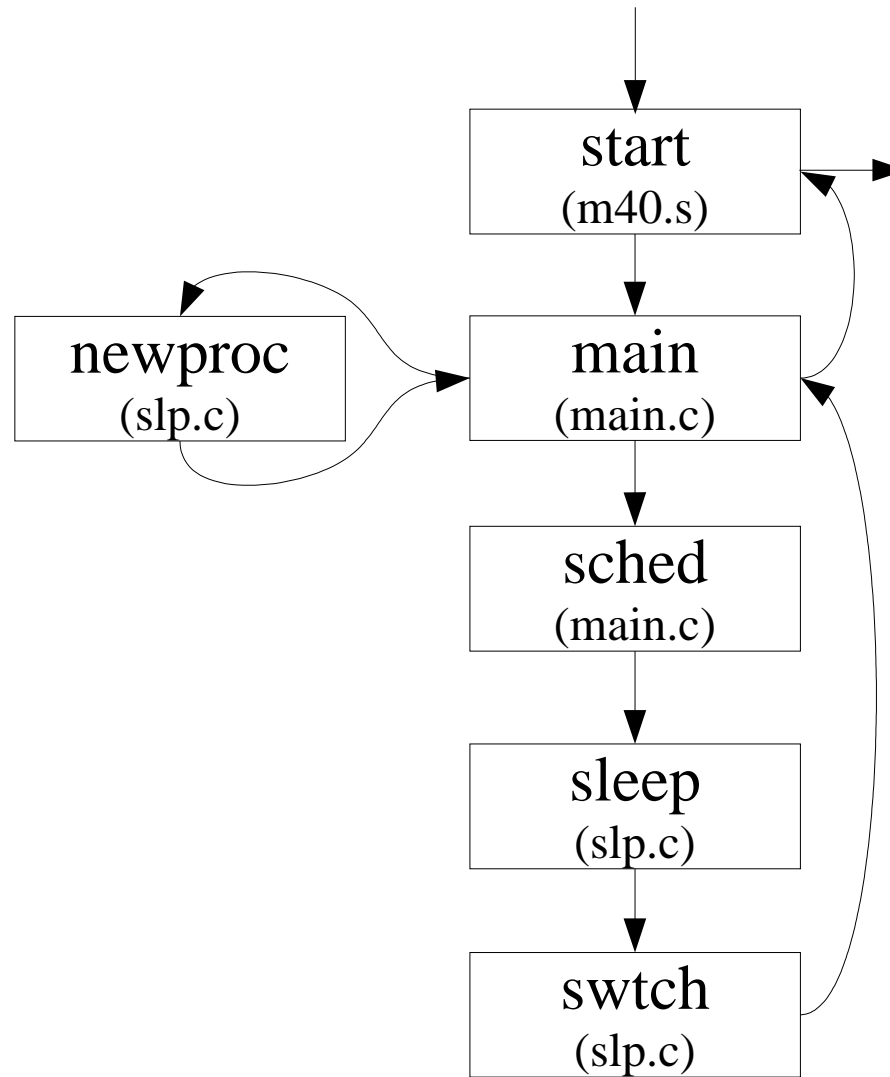 start
(m40.s)
newproc
(slp.c)
main
(main.c)
sched
(main.c)
sleep
(slp.c)
swtch
(slp.c)